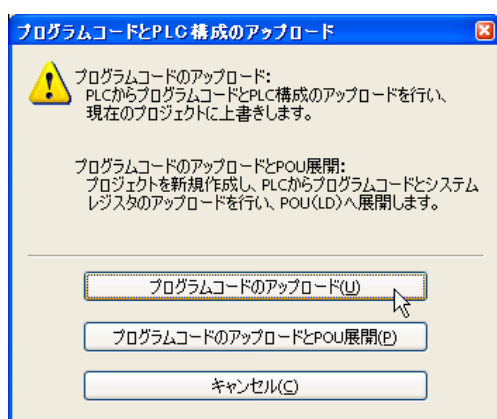 プログラムコードとPLC構成のアップロード
プログラムコードのアップロード:
PLCからプログラムコードとPLC構成のアップロードを行い、
現在のプロジェクトに上書きします。
プログラムコードのアップロードとPOU展開:
プロジェクトを新規作成し、PLCからプログラムコードとシステム
レジスタのアップロードを行い、POU(LD)へ展開します。
プログラムコードのアップロード(U)
プログラムコードのアップロードとPOU展開(P)
キャンセル(C)